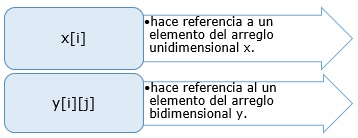 x[i]
•hace referencia a un
elemento del arreglo
unidimensional x.
y[i][j]
•hace referencia al un
elemento del arreglo
bidimensional y.